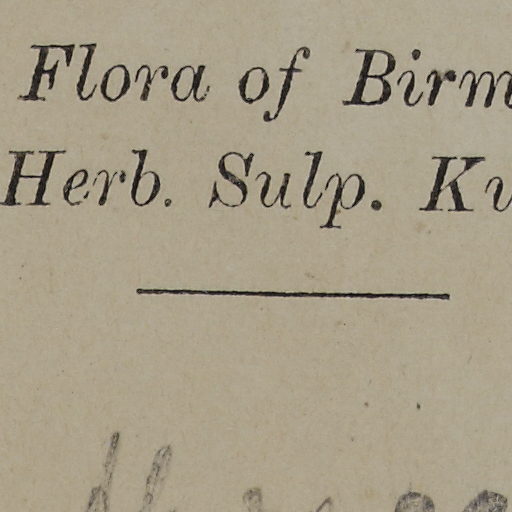 Flora of Birm
Herb. Sulp. Ku